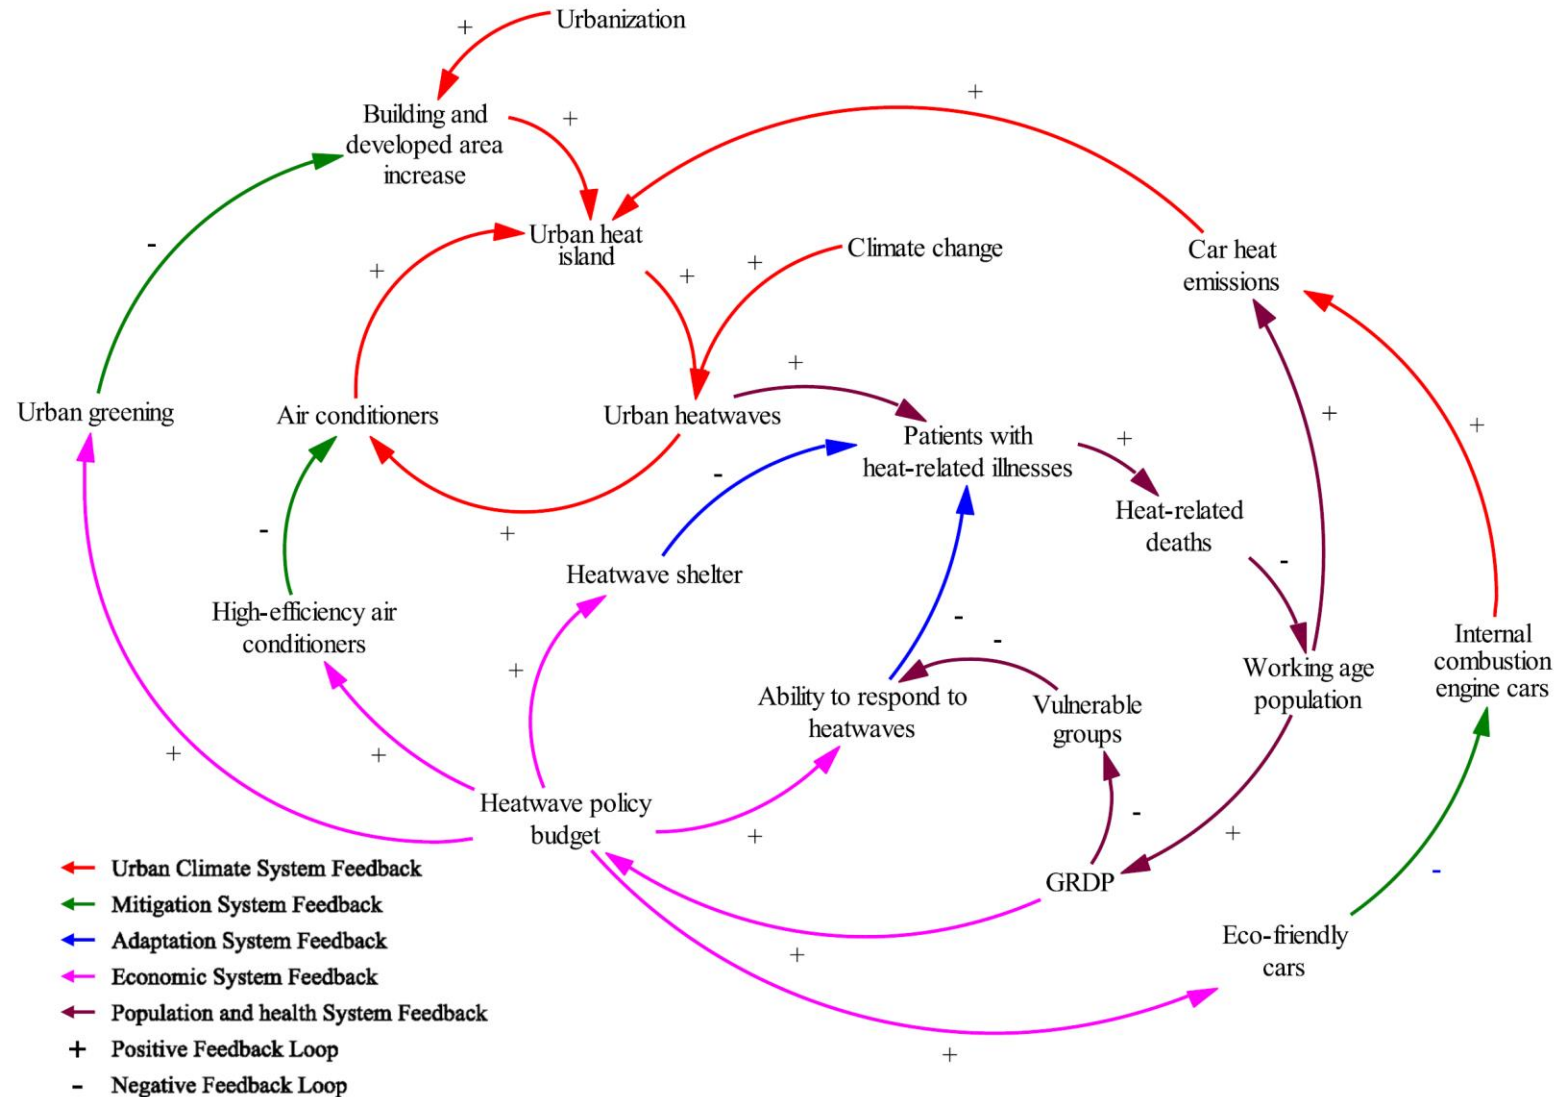 Urbanization
+
Building and
developed area
increase
+
+
-
Urban heat
island
+
+
+
Climate change
Car heat
emissions
+
Urban greening
Air conditioners
Urban heatwaves
Patients with
heat-related illnesses
+
+
+
-
+
-
Heat-related
deaths
-
Heatwave shelter
High-efficiency air
conditioners
+
-
-
Ability to respond to
heatwaves
Vulnerable
groups
Working age
population
Internal
combustion
engine cars
+
+
Heatwave policy
budget
+
-
+
GRDP
-
+
Eco-friendly
cars
+
Urban Climate System Feedback
Mitigation System Feedback
Adaptation System Feedback
Economic System Feedback
Population and health System Feedback
+ Positive Feedback Loop
- Negative Feedback Loop